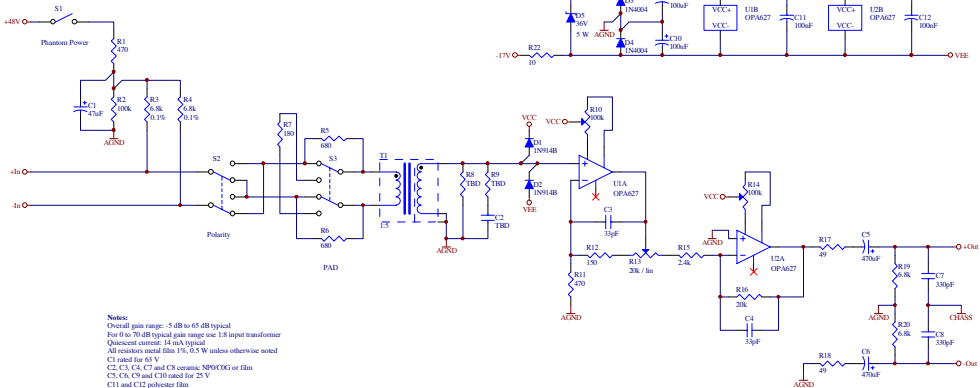 S1
+48V
Phantom Power
R1
470
C1
47uF
R2
100k
R3
6.8k
0.1%
R4
6.8k
0.1%
AGND
+In
-In
S2
Polarity
R7
180
R5
680
S3
R6
680
PAD
T1
1:5
R8
TBD
R9
TBD
C2
TBD
AGND
VCC
D1
1N914B
D2
1N914B
VEE
D5
36V
5 W
AGND
1N4004
D4
1N4004
100uF
C10
100uF
-17V
R22
10
VCC+
VCC-
U1B
OPA627
C11
100nF
VCC+
VCC-
U2B
OPA627
C12
100nF
VEE
VCC
R10
100k
U1A
OPA627
C3
33pF
R12
150
R13
20k / lin
R15
2.4k
R11
470
AGND
VCC
R14
100k
AGND
U2A
OPA627
R16
20k
C4
33pF
R17
49
C5
470uF
+Out
R19
6.8k
C7
330pF
AGND
CHASS
R20
6.8k
C8
330pF
R18
49
C6
470uF
-Out
AGND
Notes:
Overall gain range: -5 dB to 65 dB typical
For 0 to 70 dB typical gain range use 1:8 input transformer
Quiescent current: 14 mA typical
All resistors metal film 1%, 0.5 W unless otherwise noted
C1 rated for 63 V
C2, C3, C4, C7 and C8 ceramic NP0/C0G or film
C5, C6, C9 and C10 rated for 25 V
C11 and C12 polyester film